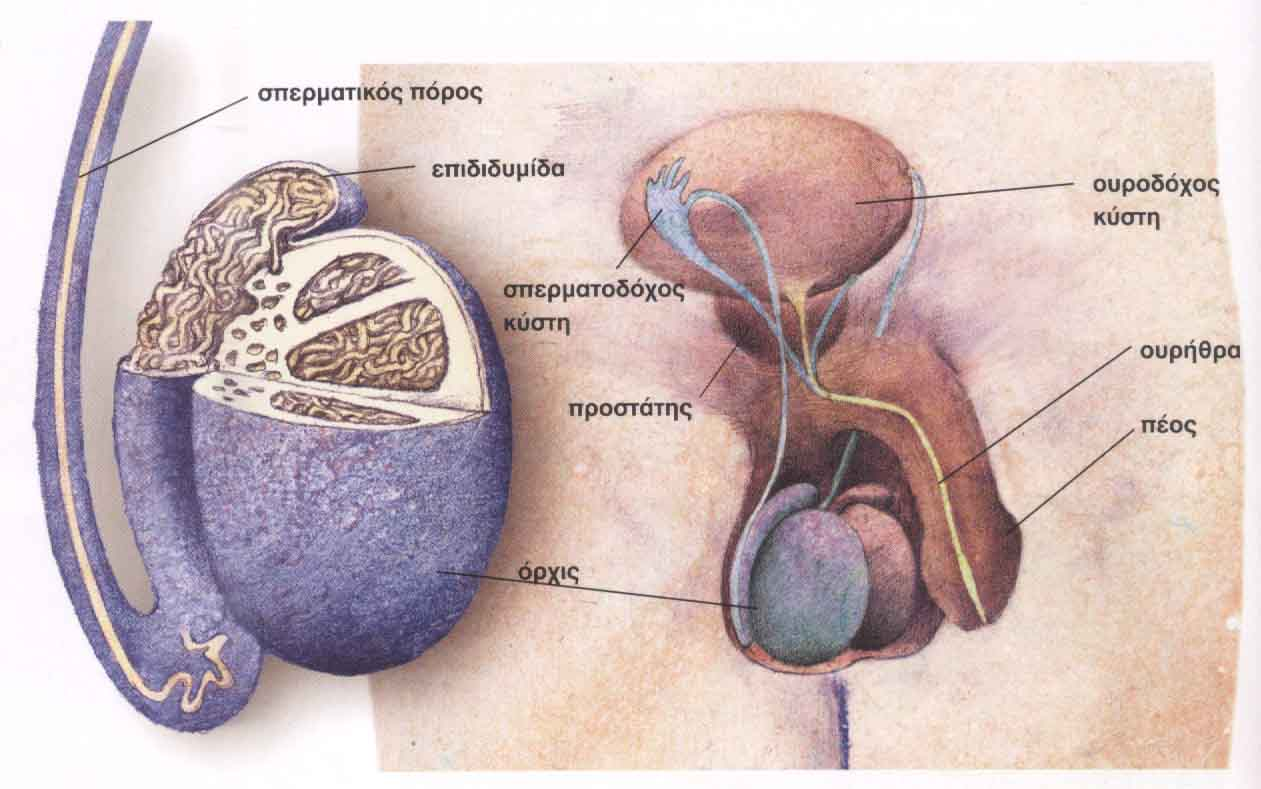 σπερματικός πόρος
επιδιδυμίδα
ουροδόχος
κύστη
σπερματοδόχος
κύστη
ουρήθρα
προστάτης
πέος
όρχις